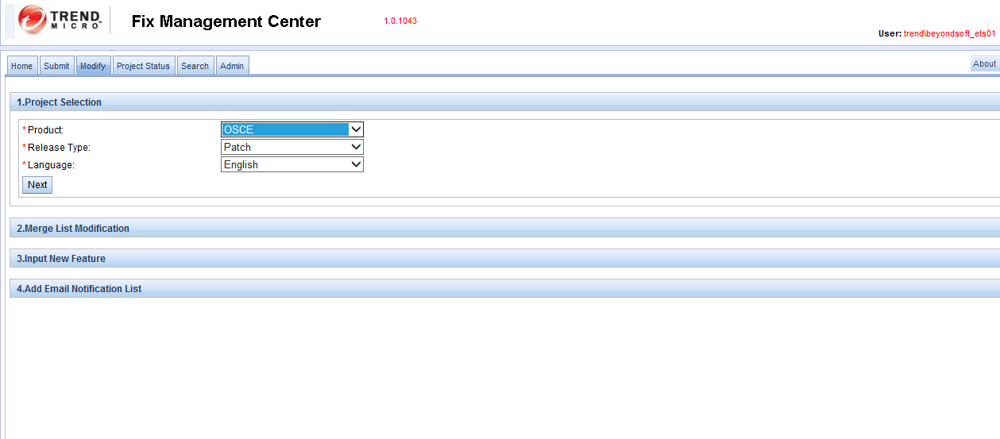 TREND MICRO™ Fix Management Center 1.0.1043
User: trend\beyondsoft_ets01
Home Submit Modify Project Status Search Admin About
1.Project Selection
*Product: OSCE
*Release Type: Patch
*Language: English
Next
2.Merge List Modification
3.Input New Feature
4.Add Email Notification List